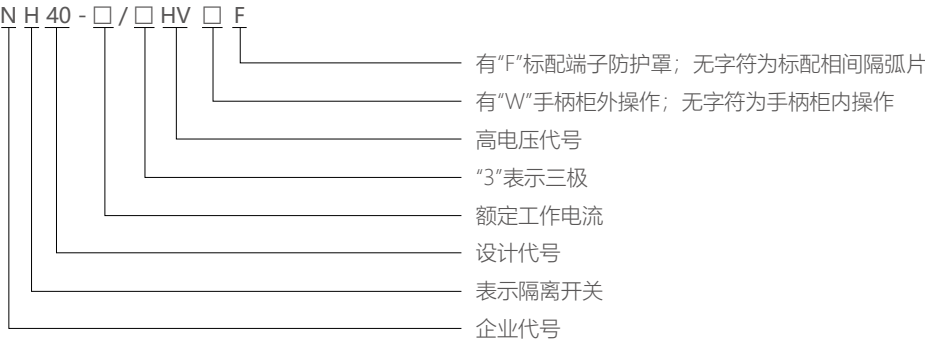 N H 40 - □ / □ HV □ F
有“F”标配端子防护罩；无字符为标配相间隔弧片
有“W”手柄柜外操作；无字符为手柄柜内操作
高电压代号
“3”表示三极
额定工作电流
设计代号
表示隔离开关
企业代号